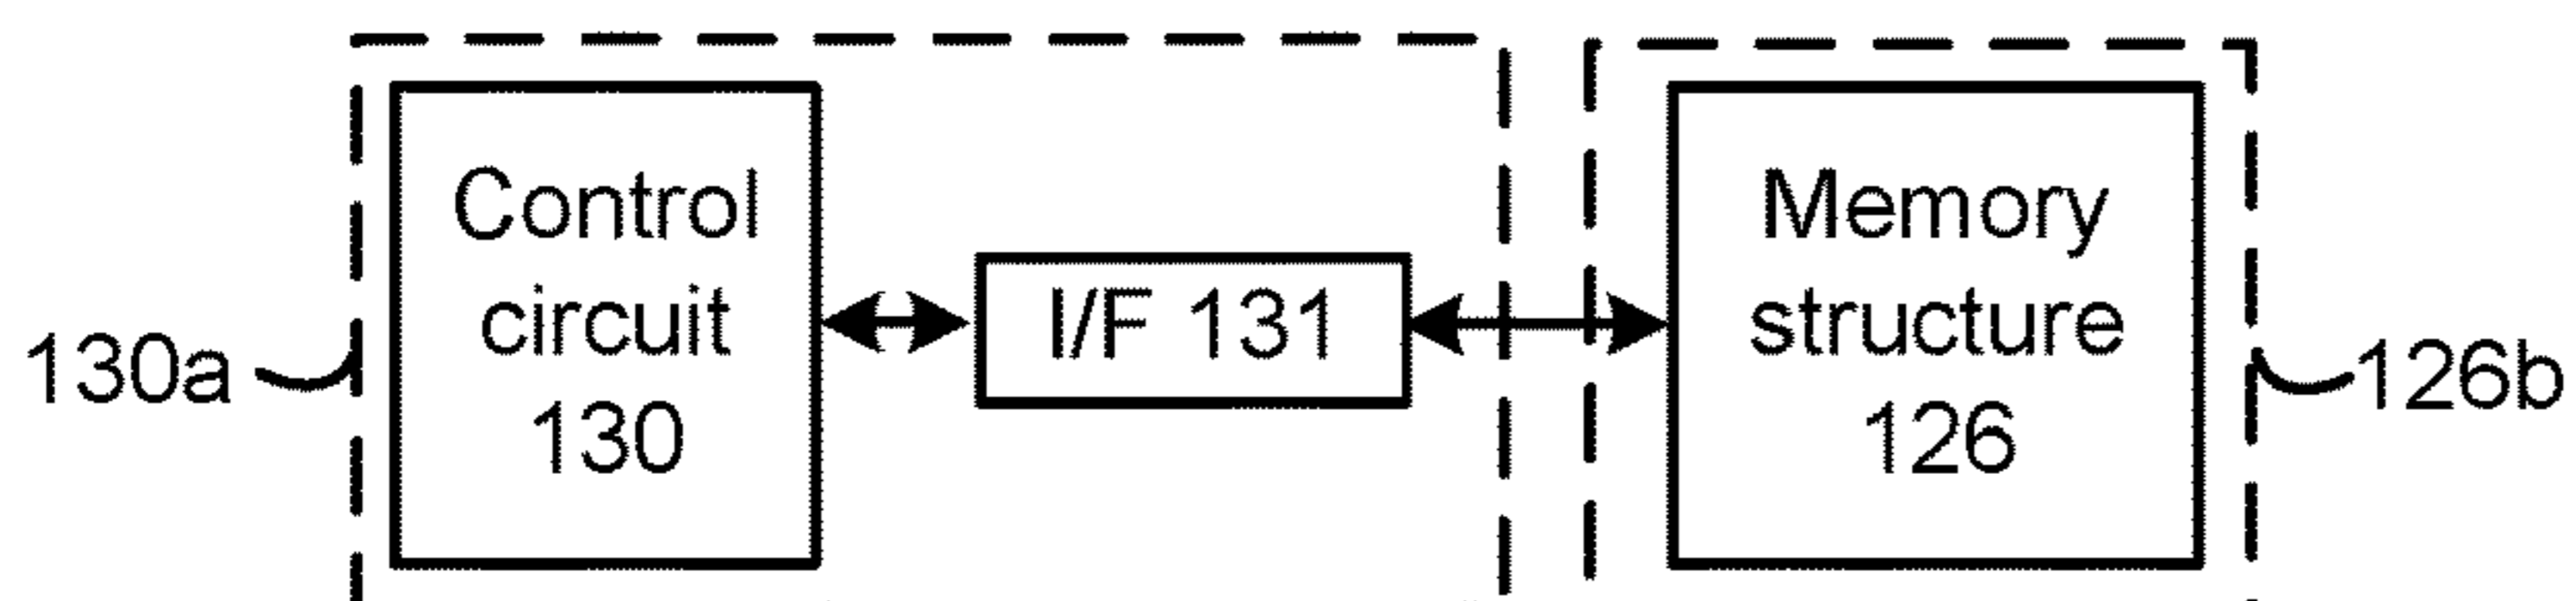 Control
circuit
130
I/F 131
Memory
structure
126
130a
126b